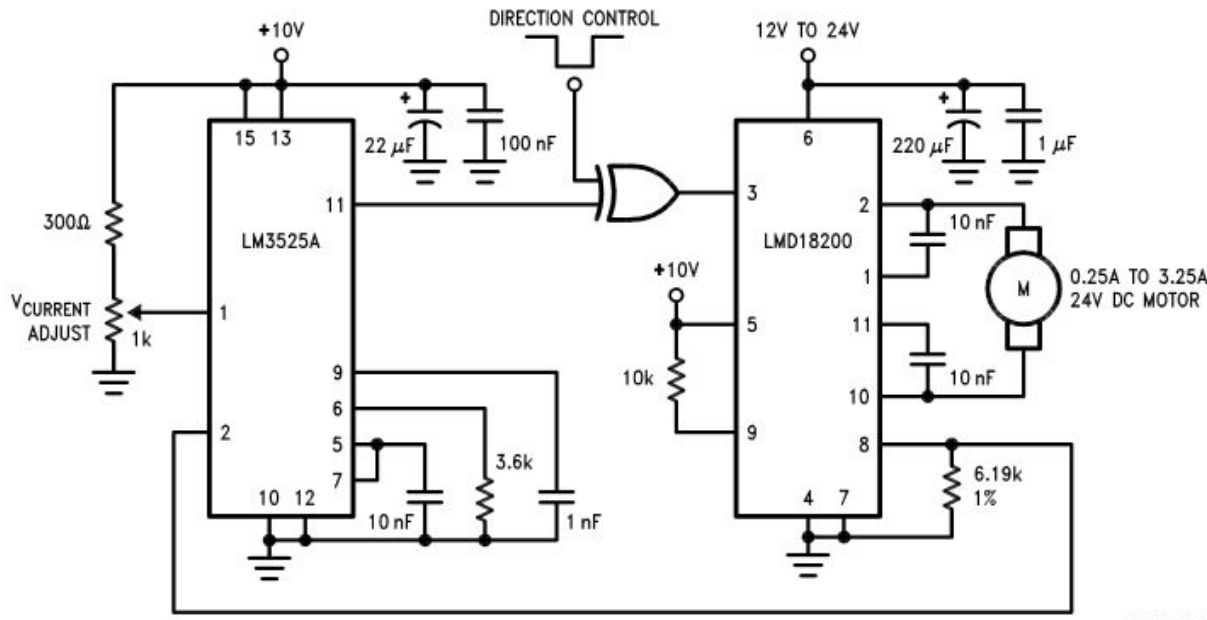 DIRECTION CONTROL
+10V
12V TO 24V
15 13
+
22 μF
100 nF
6
+
220 μF
1 μF
11
3
2
10 nF
300Ω
LM3525A
LMD18200
1
+10V
M
0.25A TO 3.25A
24V DC MOTOR
VCURRENT
ADJUST
1k
1
5
11
9
10k
10 nF
6
10
2
5
9
8
3.6k
7
6.19k
1%
10 12
10 nF
1 nF
4 7